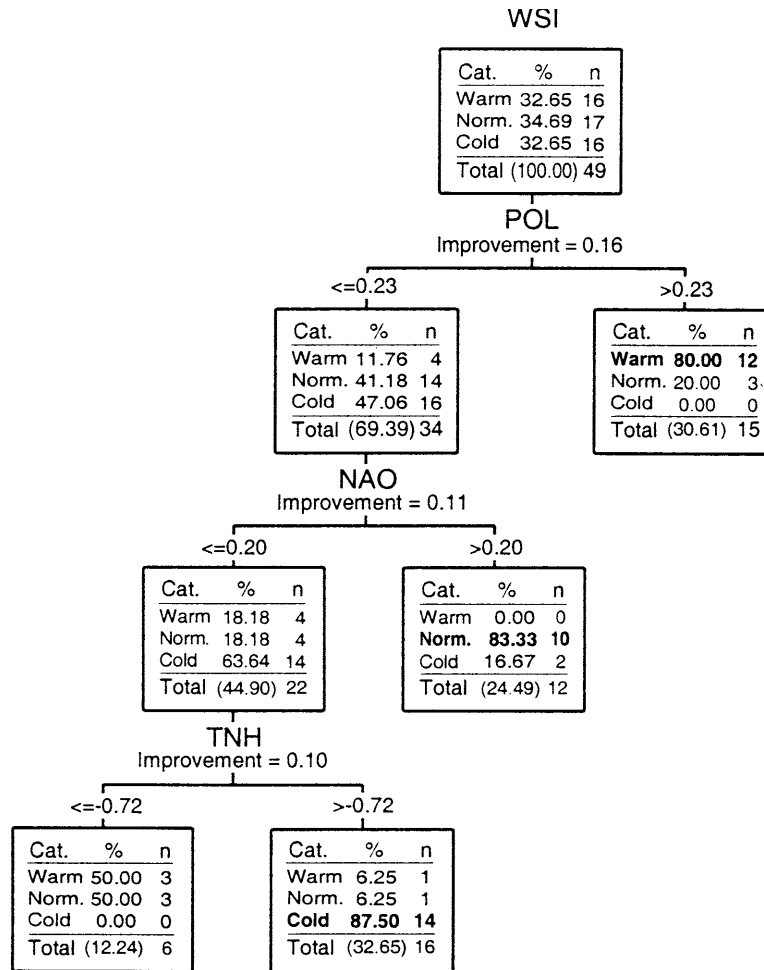 WSI
Cat. % n
Warm 32.65 16
Norm. 34.69 17
Cold 32.65 16
Total (100.00) 49
POL
Improvement = 0.16
<=0.23
>0.23
Cat. % n
Warm 11.76 4
Norm. 41.18 14
Cold 47.06 16
Total (69.39) 34
Cat. % n
Warm 80.00 12
Norm. 20.00 3
Cold 0.00 0
Total (30.61) 15
NAO
Improvement = 0.11
<=0.20
>0.20
Cat. % n
Warm 18.18 4
Norm. 18.18 4
Cold 63.64 14
Total (44.90) 22
Cat. % n
Warm 0.00 0
Norm. 83.33 10
Cold 16.67 2
Total (24.49) 12
TNH
Improvement = 0.10
<=-0.72
>-0.72
Cat. % n
Warm 50.00 3
Norm. 50.00 3
Cold 0.00 0
Total (12.24) 6
Cat. % n
Warm 6.25 1
Norm. 6.25 1
Cold 87.50 14
Total (32.65) 16